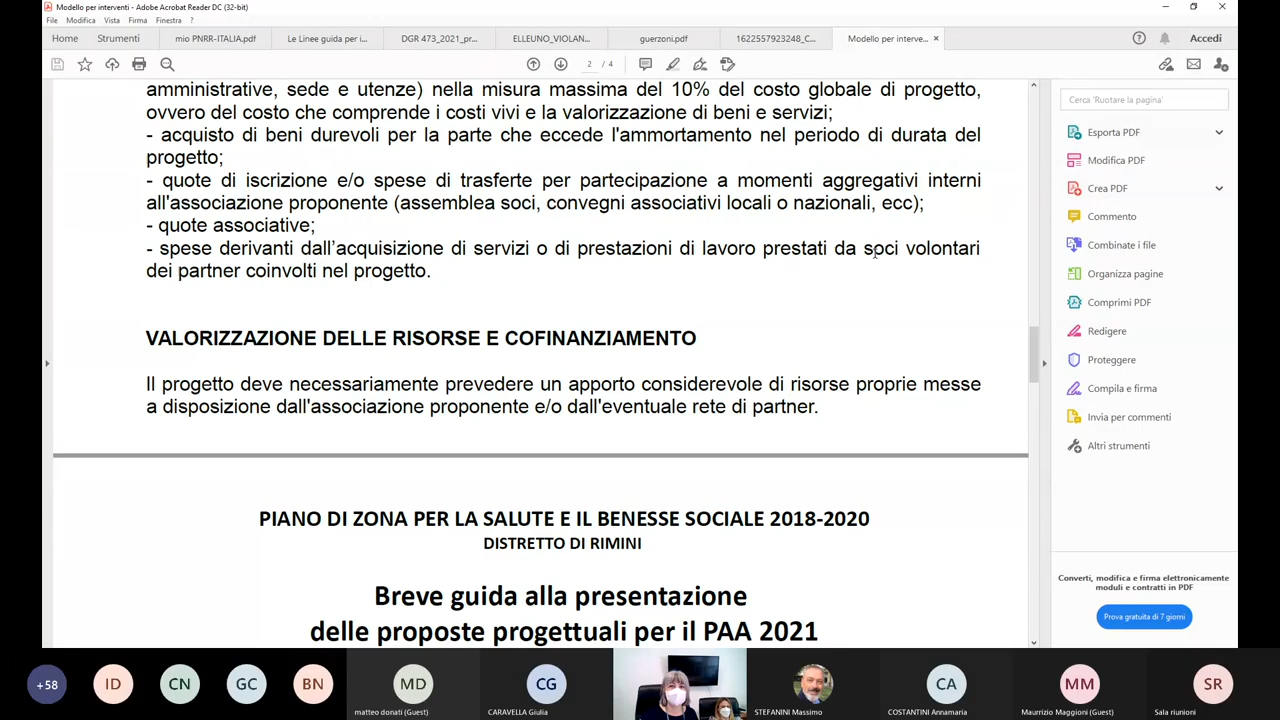 Modello per interventi - Adobe Acrobat Reader DC (32-bit)
File Modifica Vista Firma Finestra ?
Home Strumenti mio PNRR-ITALIA.pdf Le Linee guida per i... DGR 473_2021_pr... ELLEUNO_VIOLAN... guerzoni.pdf 1622557923248_C... Modello per interve... × Accedi
2 / 4
amministrative, sede e utenze) nella misura massima del 10% del costo globale di progetto,
ovvero del costo che comprende i costi vivi e la valorizzazione di beni e servizi;
- acquisto di beni durevoli per la parte che eccede l'ammortamento nel periodo di durata del
progetto;
- quote di iscrizione e/o spese di trasferte per partecipazione a momenti aggregativi interni
all'associazione proponente (assemblea soci, convegni associativi locali o nazionali, ecc);
- quote associative;
- spese derivanti dall'acquisizione di servizi o di prestazioni di lavoro prestati da soci volontari
dei partner coinvolti nel progetto.
VALORIZZAZIONE DELLE RISORSE E COFINANZIAMENTO
Il progetto deve necessariamente prevedere un apporto considerevole di risorse proprie messe
a disposizione dall'associazione proponente e/o dall'eventuale rete di partner.
PIANO DI ZONA PER LA SALUTE E IL BENESSE SOCIALE 2018-2020
DISTRETTO DI RIMINI
Breve guida alla presentazione
delle proposte progettuali per il PAA 2021
Cerca 'Ruotare la pagina'
Esporta PDF
Modifica PDF
Crea PDF
Commento
Combinate i file
Organizza pagine
Comprimi PDF
Redigere
Proteggere
Compila e firma
Invia per commenti
Altri strumenti
Converti, modifica e firma elettronicamente
moduli e contratti in PDF
Prova gratuita di 7 giorni
+58 ID CN GC BN MD CG CA MM SR
matteo donati (Guest) CARAVELLA Giulia STEFANINI Massimo COSTANTINI Annamaria Maurizio Maggioni (Guest) Sala riunioni